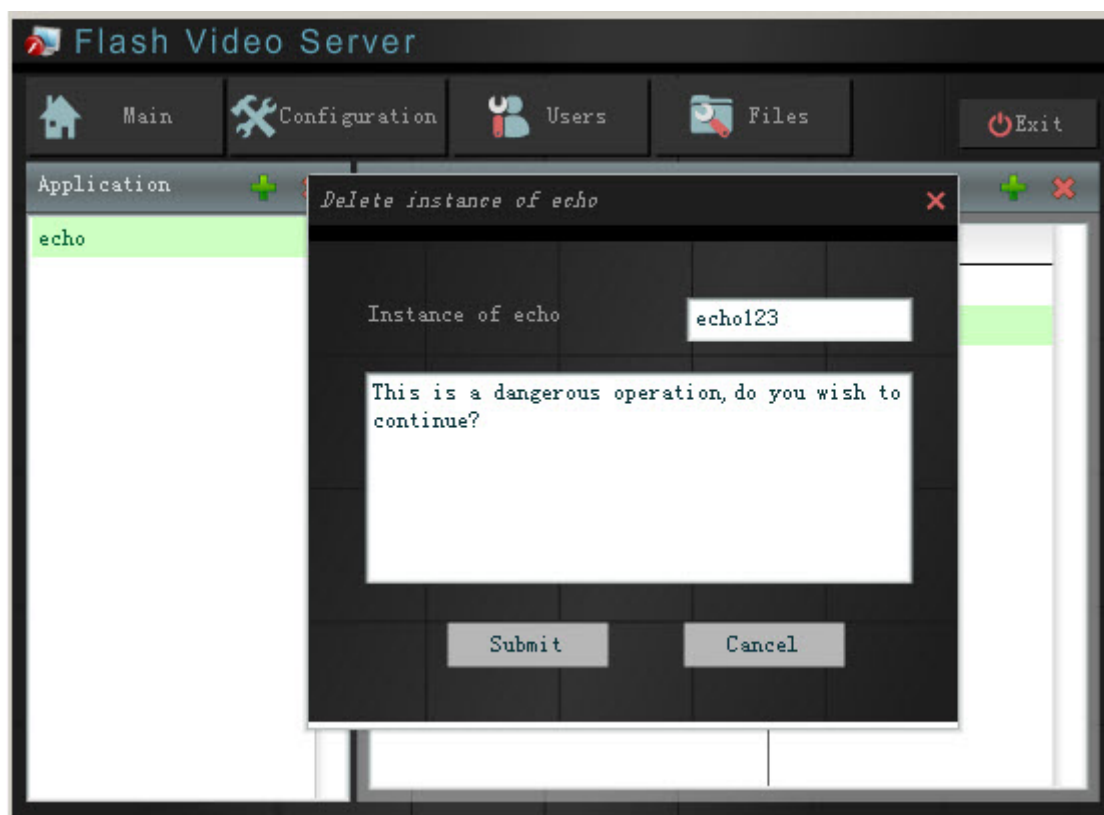 Flash Video Server
Main
Configuration
Users
Files
Exit
Application
Delete instance of echo
echo
Instance of echo
echo123
This is a dangerous operation,do you wish to
continue?
Submit
Cancel